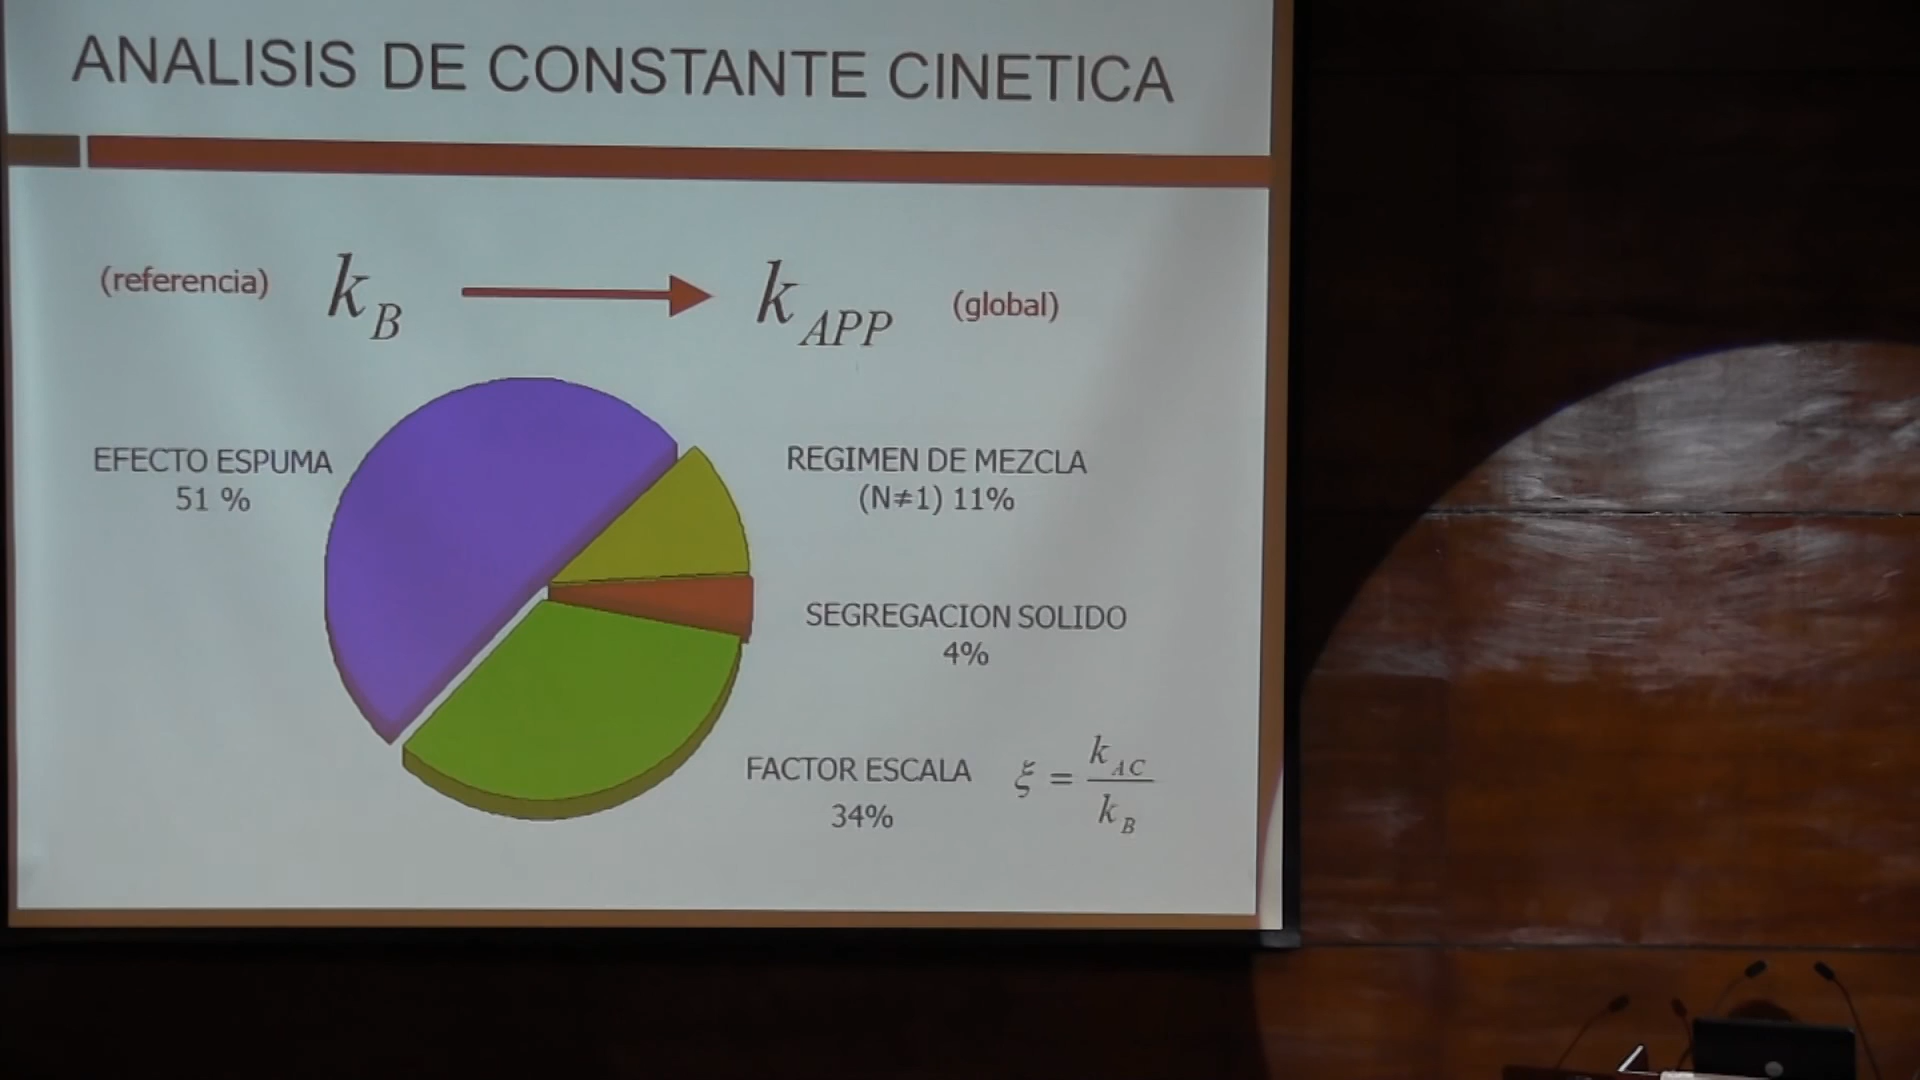 ANALISIS DE CONSTANTE CINETICA
(referencia) k_B k_APP (global)
EFECTO ESPUMA
51 %
REGIMEN DE MEZCLA
(N≠1) 11%
SEGREGACION SOLIDO
4%
FACTOR ESCALA
34%
ξ = k_AC / k_B